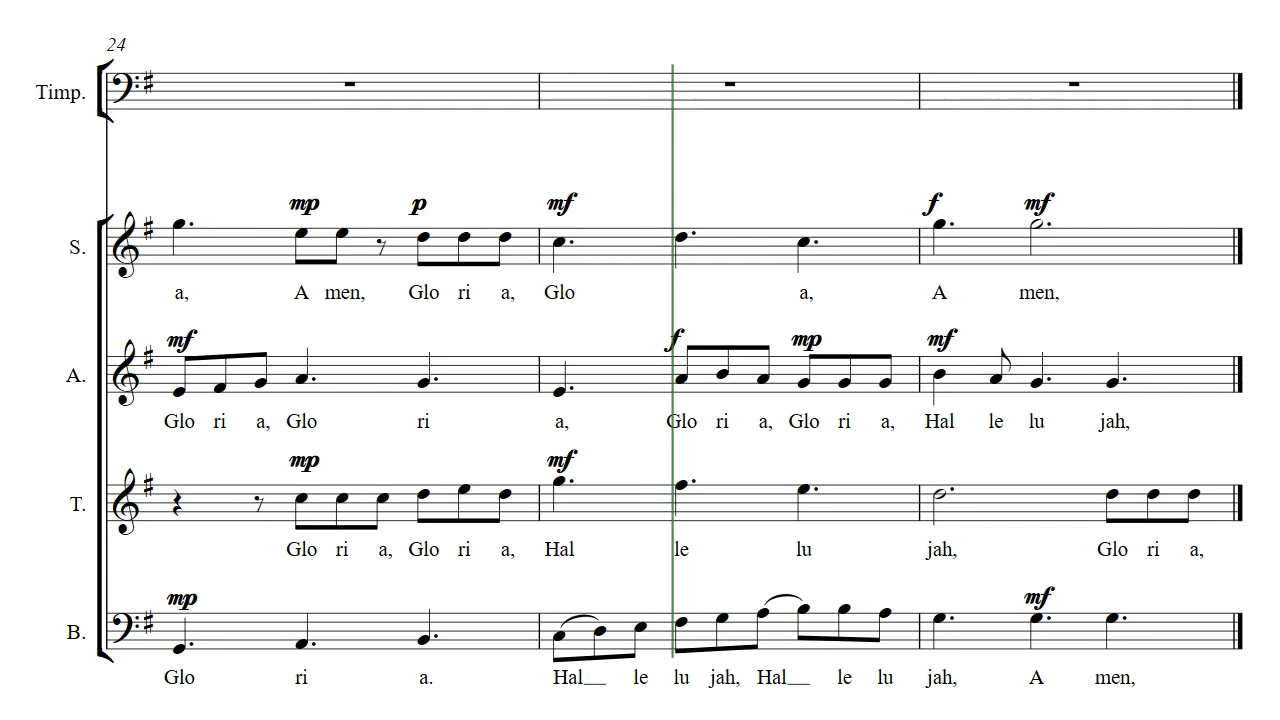 24
Timp.
mp p mf f mf
S.
a, A men, Glo ri a, Glo a, A men,
mf f mp mf
A.
Glo ri a, Glo ri a, Glo ri a, Glo ri a, Hal le lu jah,
mp mf
T.
Glo ri a, Glo ri a, Hal le lu jah, Glo ri a,
mp mf
B.
Glo ri a. Hal__ le lu jah, Hal__ le lu jah, A men,